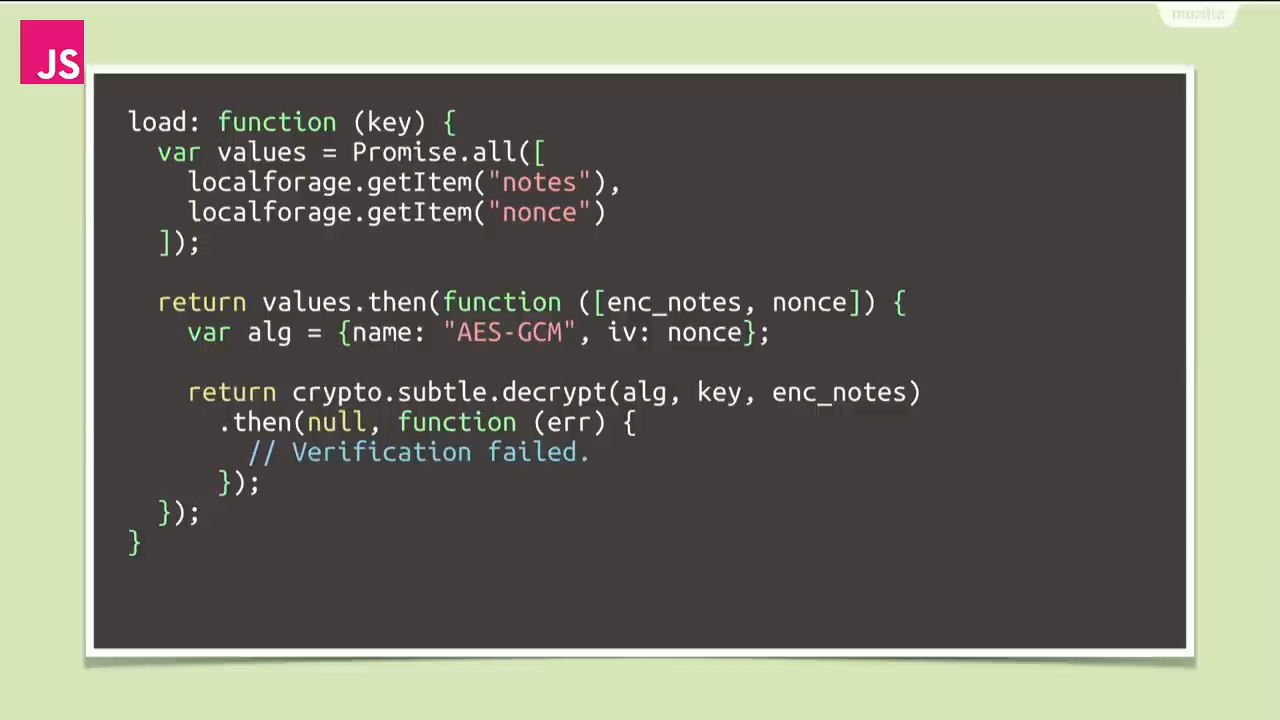 mozilla
JS
load: function (key) {
  var values = Promise.all([
    localforage.getItem("notes"),
    localforage.getItem("nonce")
  ]);

  return values.then(function ([enc_notes, nonce]) {
    var alg = {name: "AES-GCM", iv: nonce};

    return crypto.subtle.decrypt(alg, key, enc_notes)
      .then(null, function (err) {
        // Verification failed.
      });
  });
}